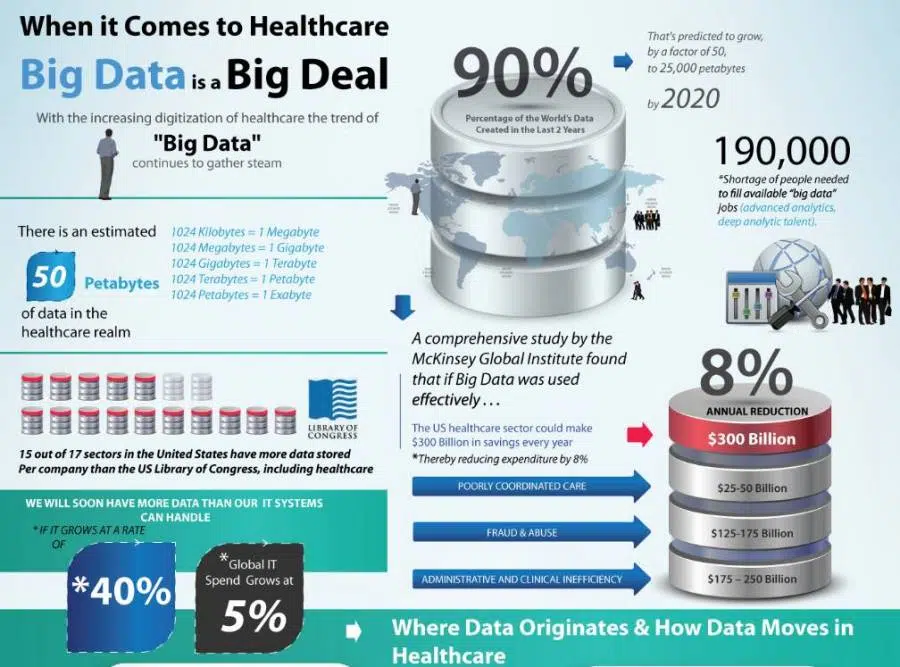 When it Comes to Healthcare
Big Data is a Big Deal
With the increasing digitization of healthcare the trend of
"Big Data"
continues to gather steam
There is an estimated
50
Petabytes
of data in the
healthcare realm
1024 Kilobytes = 1 Megabyte
1024 Megabytes = 1 Gigabyte
1024 Gigabytes = 1 Terabyte
1024 Terabytes = 1 Petabyte
1024 Petabytes = 1 Exabyte
LIBRARY OF
CONGRESS
15 out of 17 sectors in the United States have more data stored
Per company than the US Library of Congress, including healthcare
WE WILL SOON HAVE MORE DATA THAN OUR IT SYSTEMS
CAN HANDLE
* IF IT GROWS AT A RATE
OF
*40%
*Global IT
Spend Grows at
5%
90%
Percentage of the World's Data
Created in the Last 2 Years
That's predicted to grow,
by a factor of 50,
to 25,000 petabytes
by 2020
190,000
*Shortage of people needed
to fill available "big data"
jobs (advanced analytics,
deep analytic talent).
A comprehensive study by the
McKinsey Global Institute found
that if Big Data was used
effectively . . .
The US healthcare sector could make
$300 Billion in savings every year
*Thereby reducing expenditure by 8%
8%
ANNUAL REDUCTION
$300 Billion
POORLY COORDINATED CARE
$25-50 Billion
FRAUD & ABUSE
$125-175 Billion
ADMINISTRATIVE AND CLINICAL INEFFICIENCY
$175 – 250 Billion
Where Data Originates & How Data Moves in
Healthcare